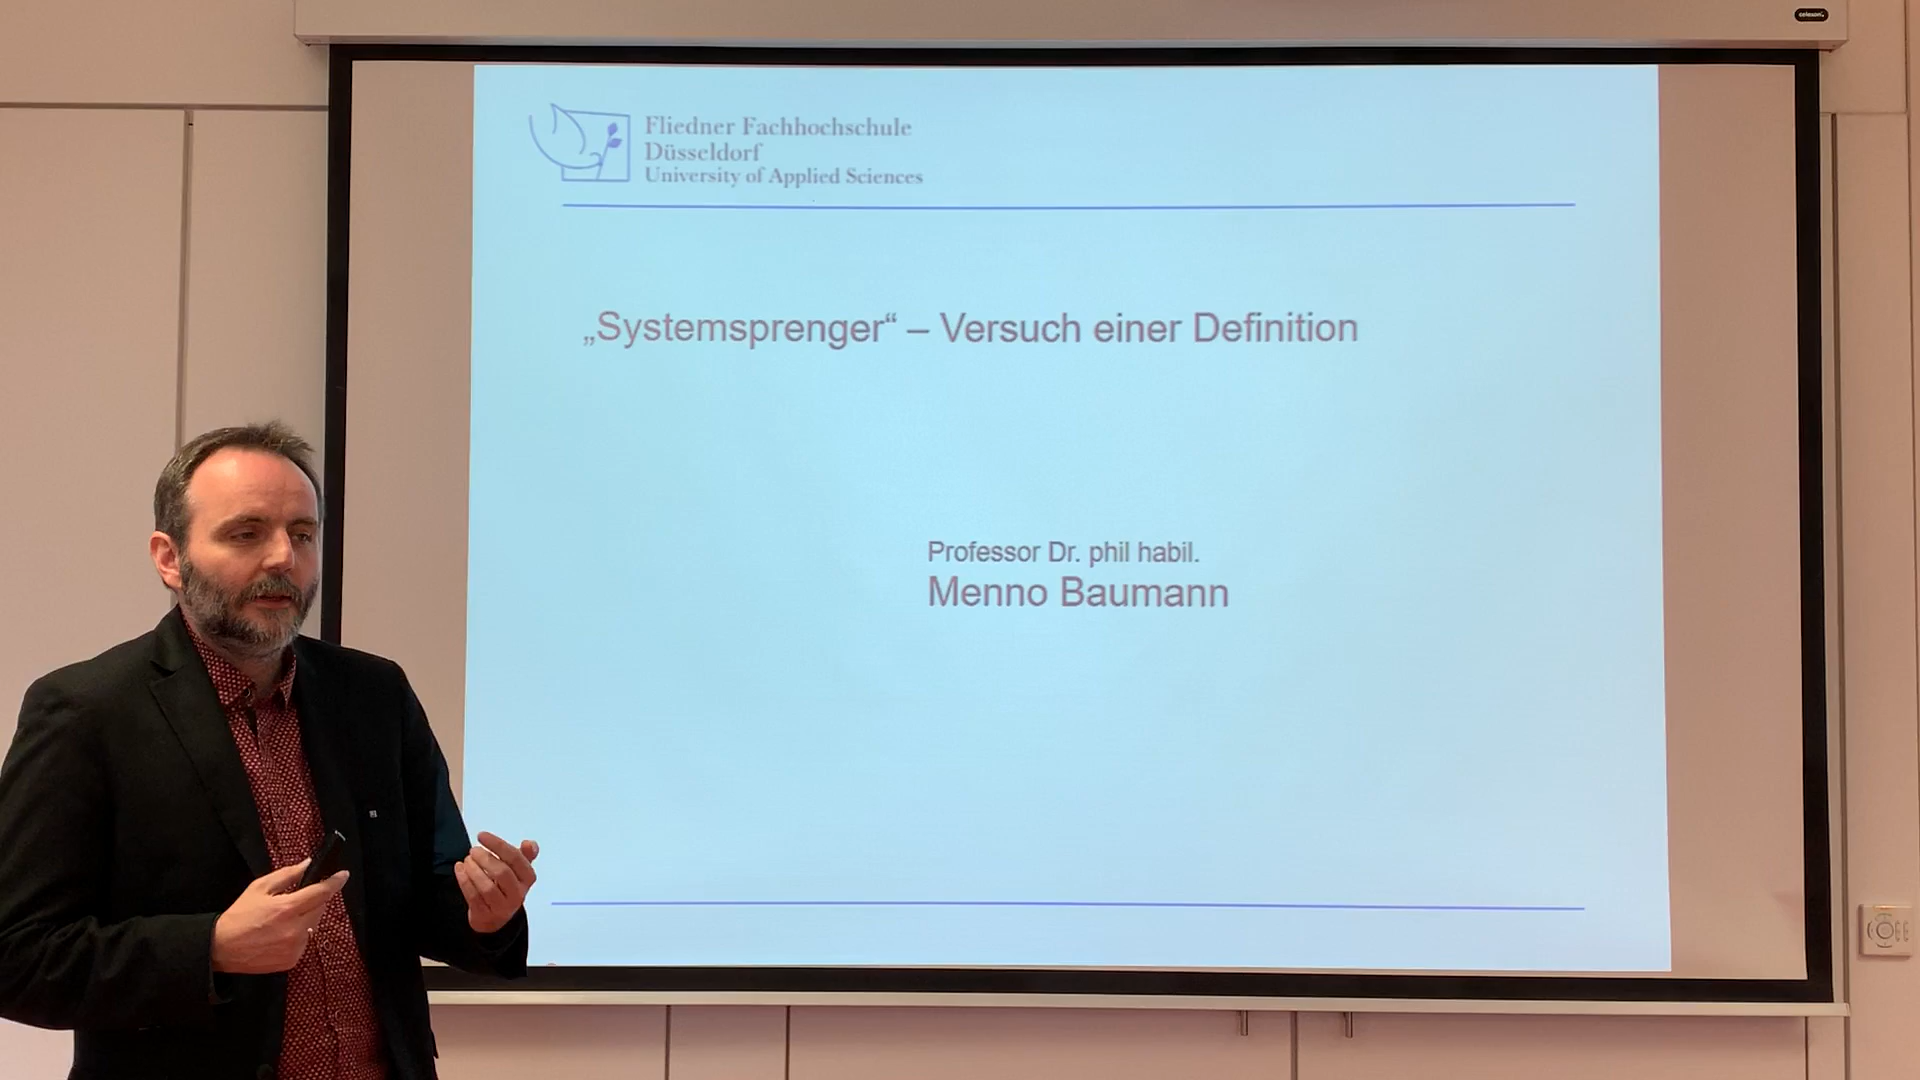 celexon
Fliedner Fachhochschule
Düsseldorf
University of Applied Sciences
„Systemsprenger“ – Versuch einer Definition
Professor Dr. phil habil.
Menno Baumann